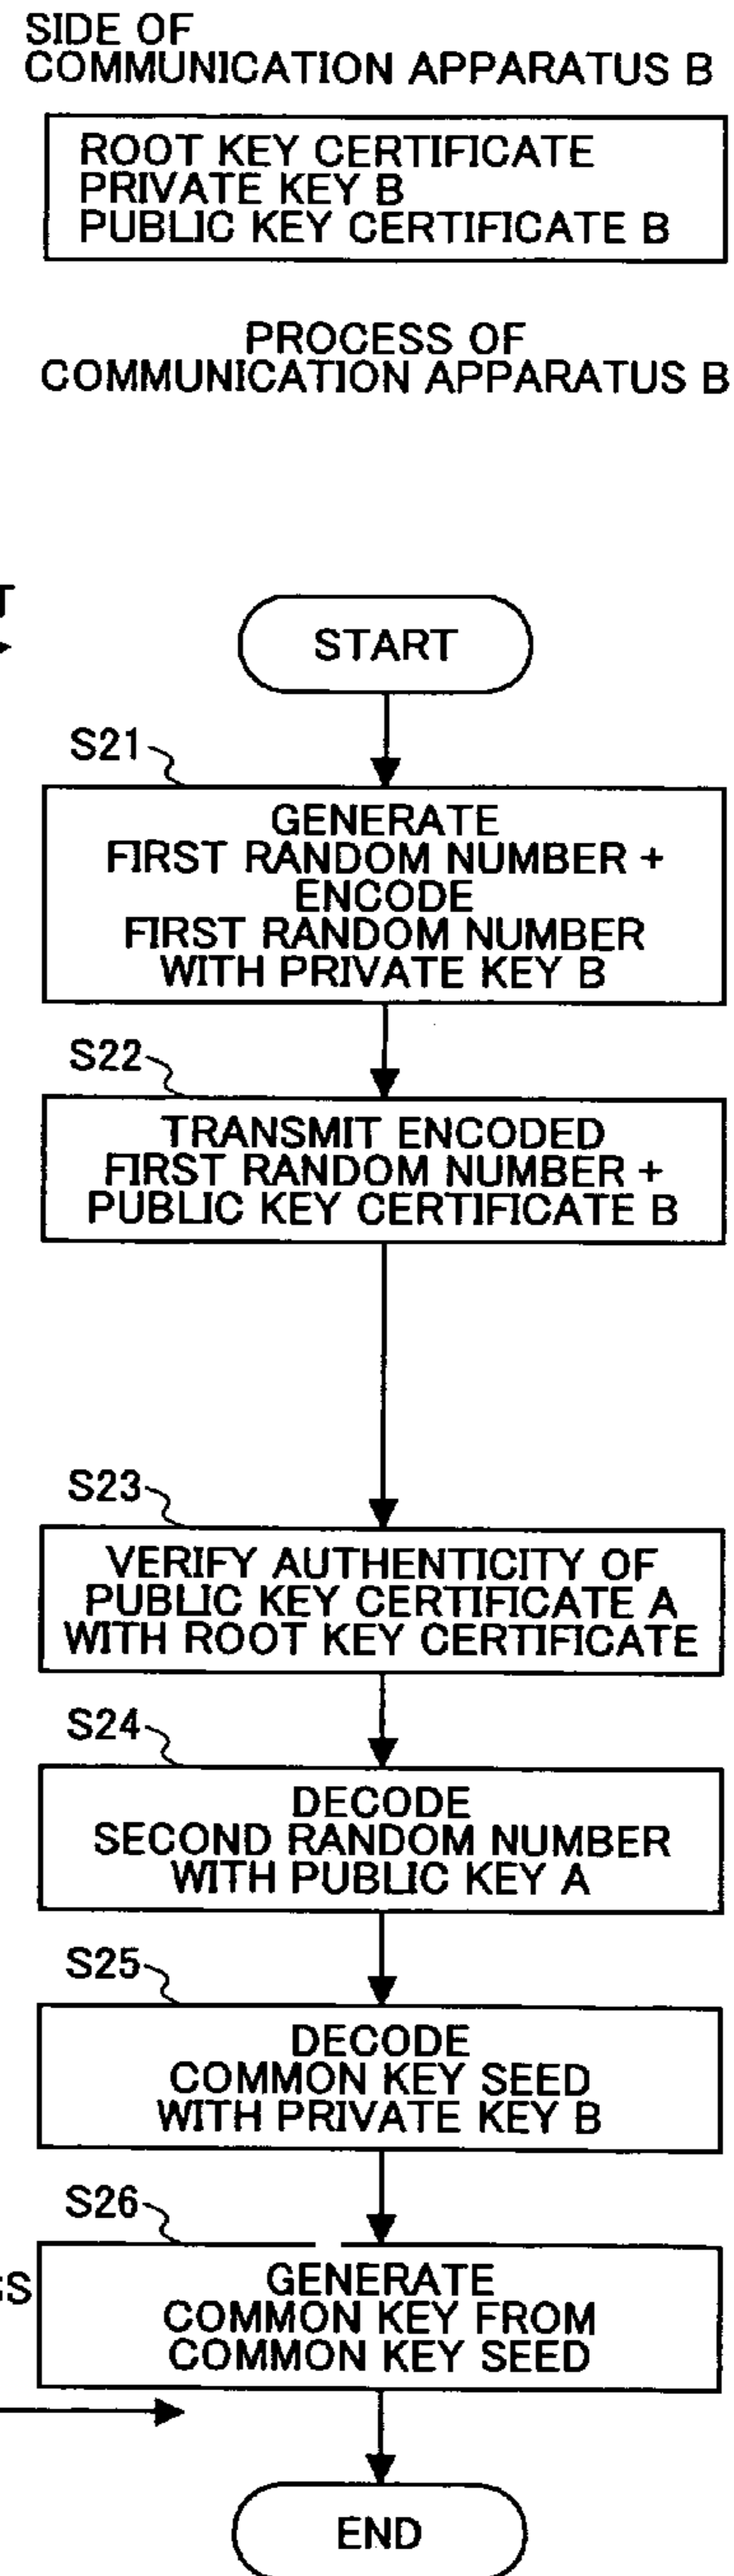 SIDE OF
COMMUNICATION APPARATUS B
ROOT KEY CERTIFICATE
PRIVATE KEY B
PUBLIC KEY CERTIFICATE B
PROCESS OF
COMMUNICATION APPARATUS B
T
START
S21
GENERATE
FIRST RANDOM NUMBER +
ENCODE
FIRST RANDOM NUMBER
WITH PRIVATE KEY B
S22
TRANSMIT ENCODED
FIRST RANDOM NUMBER +
PUBLIC KEY CERTIFICATE B
S23
VERIFY AUTHENTICITY OF
PUBLIC KEY CERTIFICATE A
WITH ROOT KEY CERTIFICATE
S24
DECODE
SECOND RANDOM NUMBER
WITH PUBLIC KEY A
S25
DECODE
COMMON KEY SEED
WITH PRIVATE KEY B
S26
GENERATE
COMMON KEY FROM
COMMON KEY SEED
END